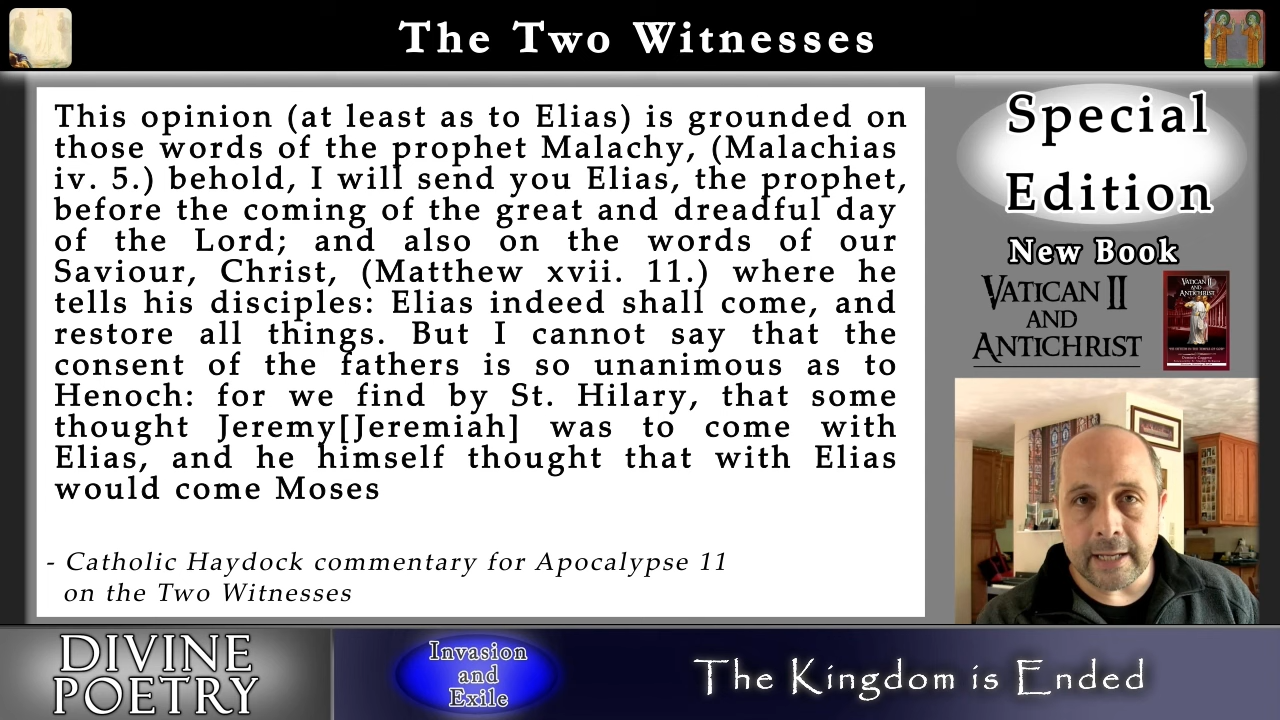 The Two Witnesses
This opinion (at least as to Elias) is grounded on
those words of the prophet Malachy, (Malachias
iv. 5.) behold, I will send you Elias, the prophet,
before the coming of the great and dreadful day
of the Lord; and also on the words of our
Saviour, Christ, (Matthew xvii. 11.) where he
tells his disciples: Elias indeed shall come, and
restore all things. But I cannot say that the
consent of the fathers is so unanimous as to
Henoch: for we find by St. Hilary, that some
thought Jeremy[Jeremiah] was to come with
Elias, and he himself thought that with Elias
would come Moses
- Catholic Haydock commentary for Apocalypse 11
on the Two Witnesses
Special
Edition
New Book
VATICAN II
AND
ANTICHRIST
VATICAN II
AND
ANTICHRIST
DIVINE
POETRY
Invasion
and
Exile
The Kingdom is Ended